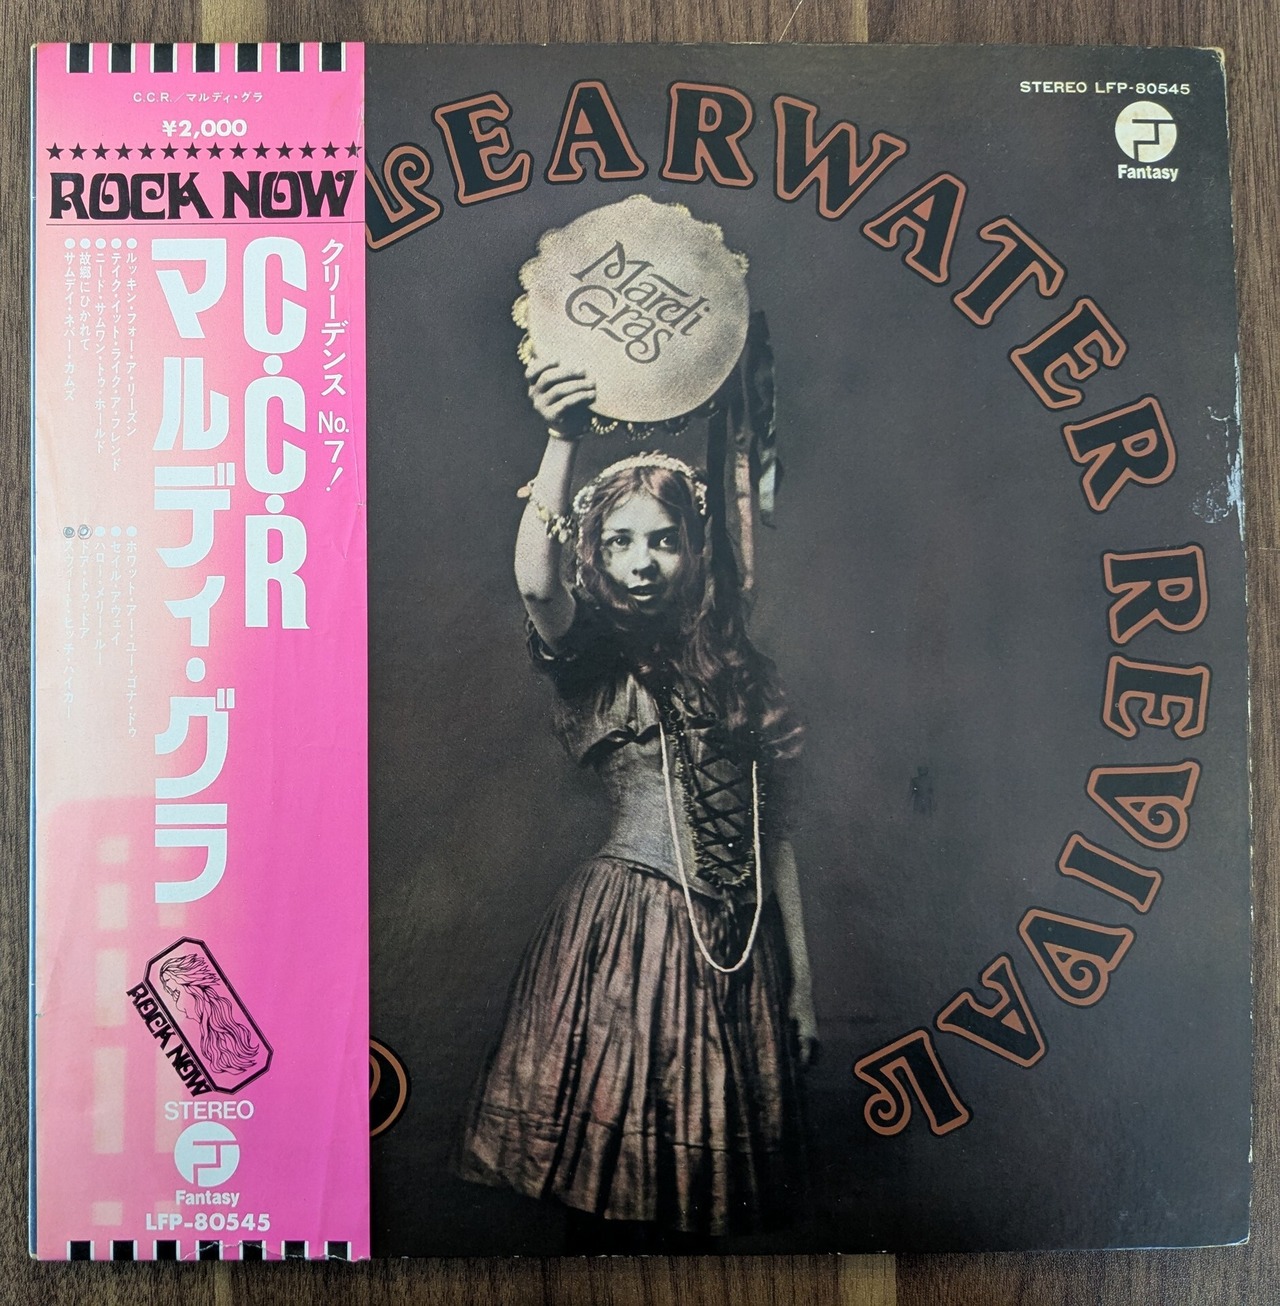 C.C.R./マルディ・グラ
¥2,000
ROCK NOW
クリーデンス No.7!
C.C.R
マルディ・グラ
●ルッキン・フォー・ア・リーズン
●テイク・イット・ライク・ア・フレンド
●ニード・サムワン・トゥ・ホールド
●故郷にひかれて
●サムデイ・ネバー・カムズ
●ホワット・アー・ユー・ゴナ・ドゥ
●セイル・アウェイ
●ハロー・メリー・ルー
●ドア・トゥ・ドア
●スウィート・ヒッチ・ハイカー
ROCK NOW
STEREO
Fantasy
LFP-80545
STEREO LFP-80545
Fantasy
LEARWATER REVIVAL
Mardi
Gras